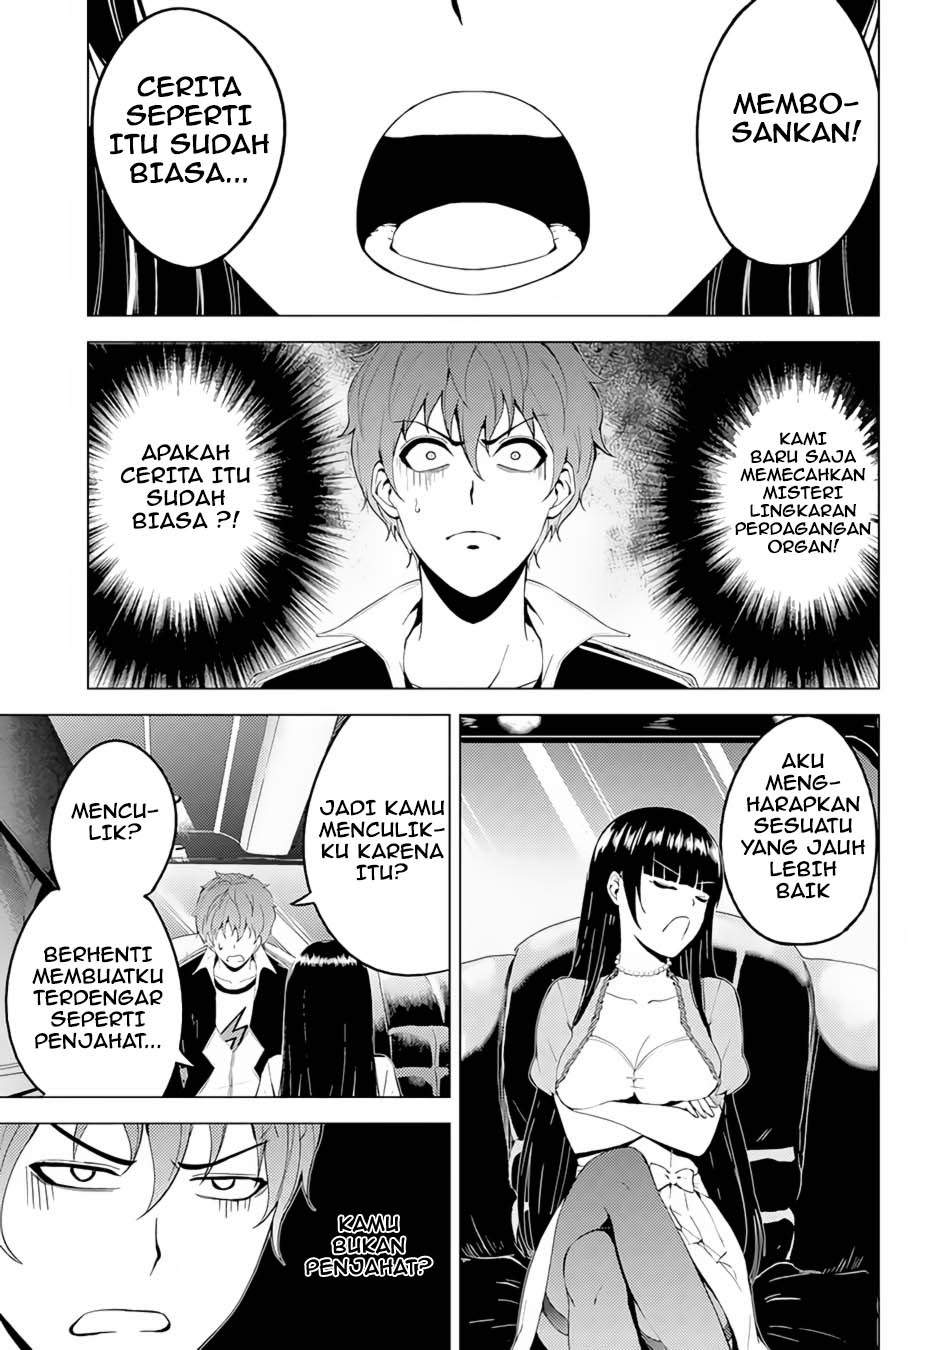 MEMBO-
SANKAN!
CERITA
SEPERTI
ITU SUDAH
BIASA...
KAMI
BARU SAJA
MEMECAHKAN
MISTERI
LINGKARAN
PERDAGANGAN
ORGAN!
APAKAH
CERITA ITU
SUDAH
BIASA ?!
AKU
MENG-
HARAPKAN
SESUATU
YANG JAUH
LEBIH
BAIK
JADI KAMU
MENCULIK-
KU KARENA
ITU?
MENCU-
LIK?
BERHENTI
MEMBUATKU
TERDENGAR
SEPERTI
PENJAHAT...
KAMU
BUKAN
PENJAHAT?